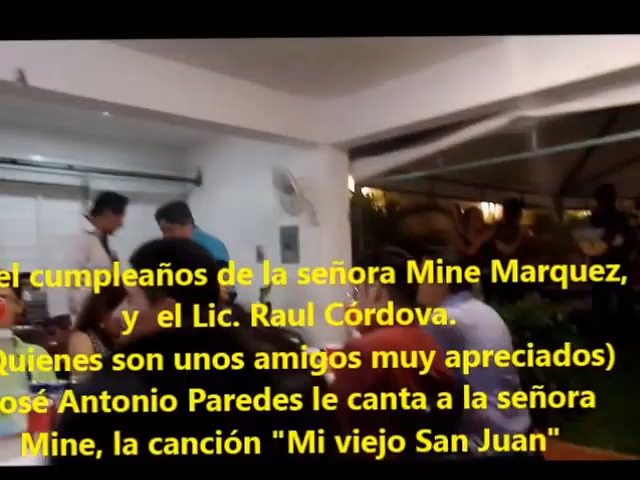 el cumpleaños de la señora Mine Marquez,
y el Lic. Raul Córdova.
Quienes son unos amigos muy apreciados)
José Antonio Paredes le canta a la señora
Mine, la canción "Mi viejo San Juan"